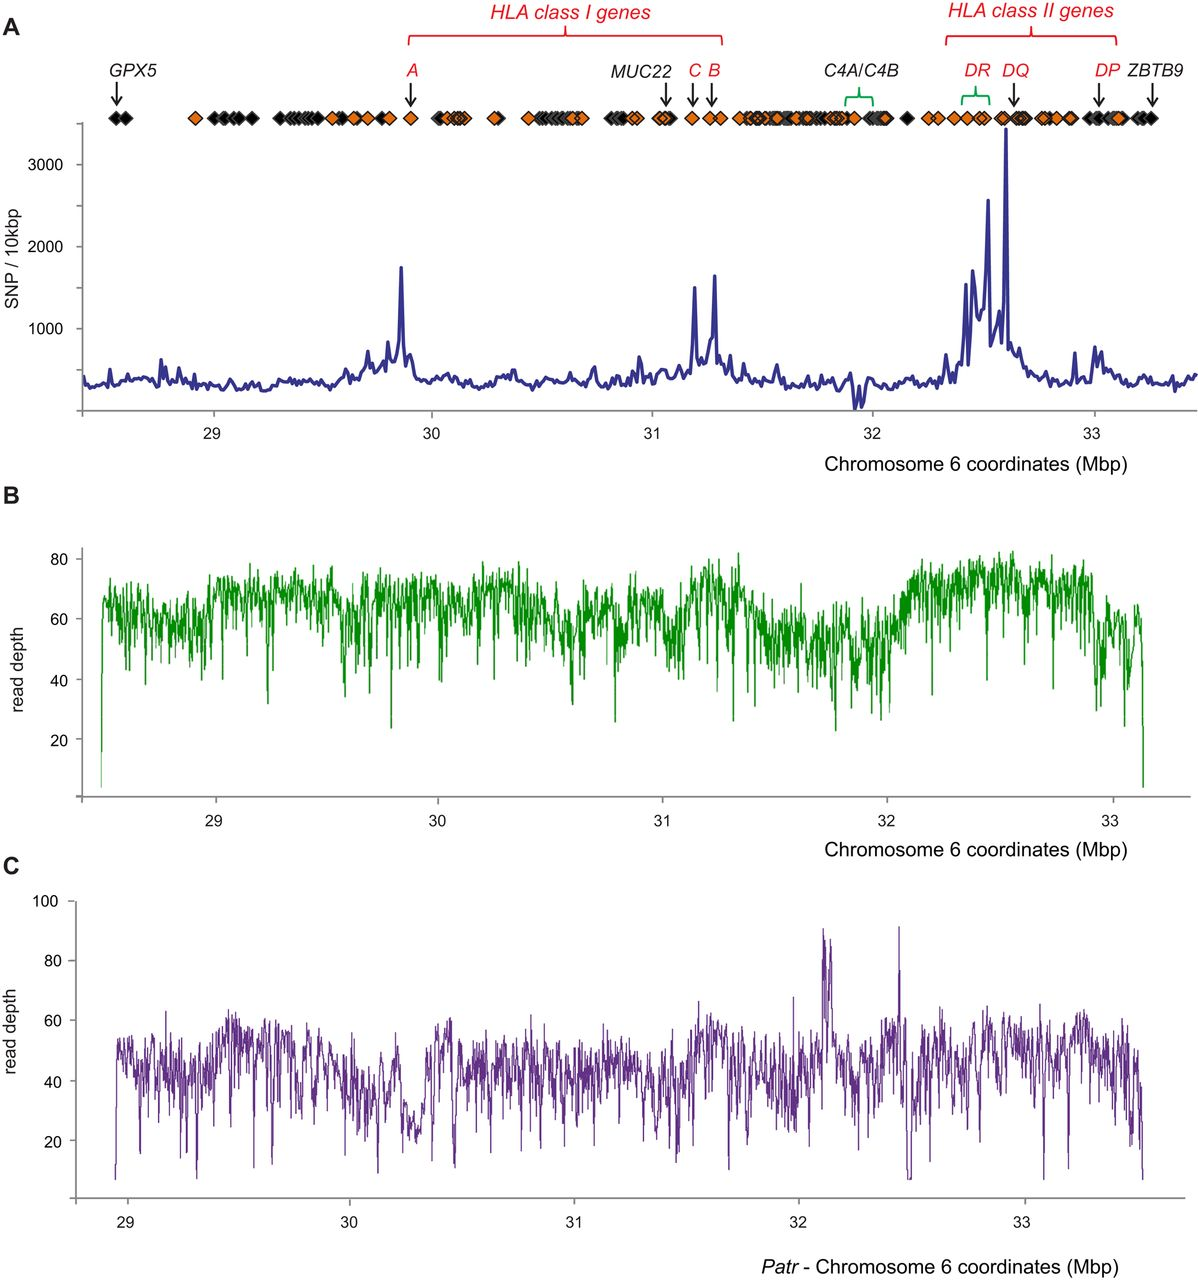 A
HLA class I genes
HLA class II genes
GPX5
A
MUC22
C
B
C4A/C4B
DR
DQ
DP
ZBTB9
3000
2000
1000
SNP / 10kbp
29
30
31
32
33
Chromosome 6 coordinates (Mbp)
B
80
60
40
20
read depth
29
30
31
32
33
Chromosome 6 coordinates (Mbp)
C
100
80
60
40
20
read depth
29
30
31
32
33
Patr - Chromosome 6 coordinates (Mbp)